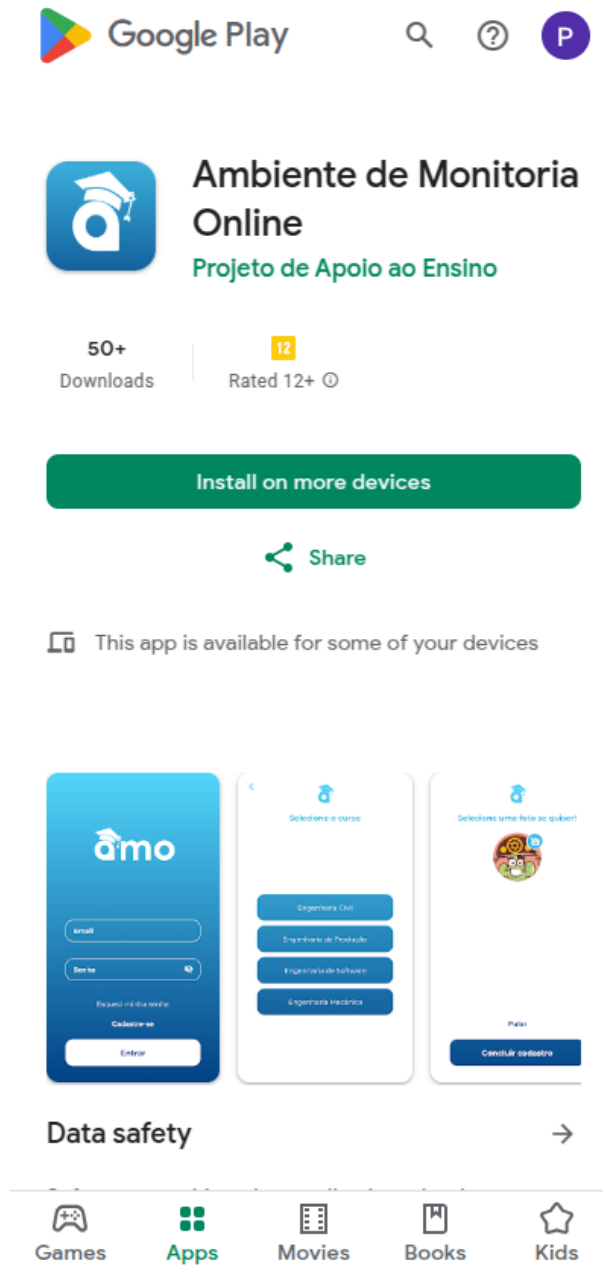 Google Play
P
Ambiente de Monitoria
Online
Projeto de Apoio ao Ensino
50+
Downloads
12
Rated 12+
Install on more devices
Share
This app is available for some of your devices
amo
Email
Senha
Esqueci minha senha
Cadastre-se
Entrar
Selecione o curso
Engenharia Civil
Engenharia de Produção
Engenharia de Software
Engenharia Mecânica
Selecione uma foto se quiser!
Pular
Concluir cadastro
Data safety
Games
Apps
Movies
Books
Kids